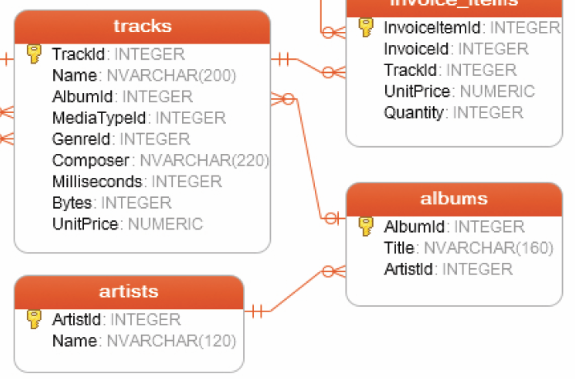 tracks
TrackId: INTEGER
Name: NVARCHAR(200)
AlbumId: INTEGER
MediaTypeId: INTEGER
GenreId: INTEGER
Composer: NVARCHAR(220)
Milliseconds: INTEGER
Bytes: INTEGER
UnitPrice: NUMERIC
invoice_items
InvoiceItemId: INTEGER
InvoiceId: INTEGER
TrackId: INTEGER
UnitPrice: NUMERIC
Quantity: INTEGER
albums
AlbumId: INTEGER
Title: NVARCHAR(160)
ArtistId: INTEGER
artists
ArtistId: INTEGER
Name: NVARCHAR(120)